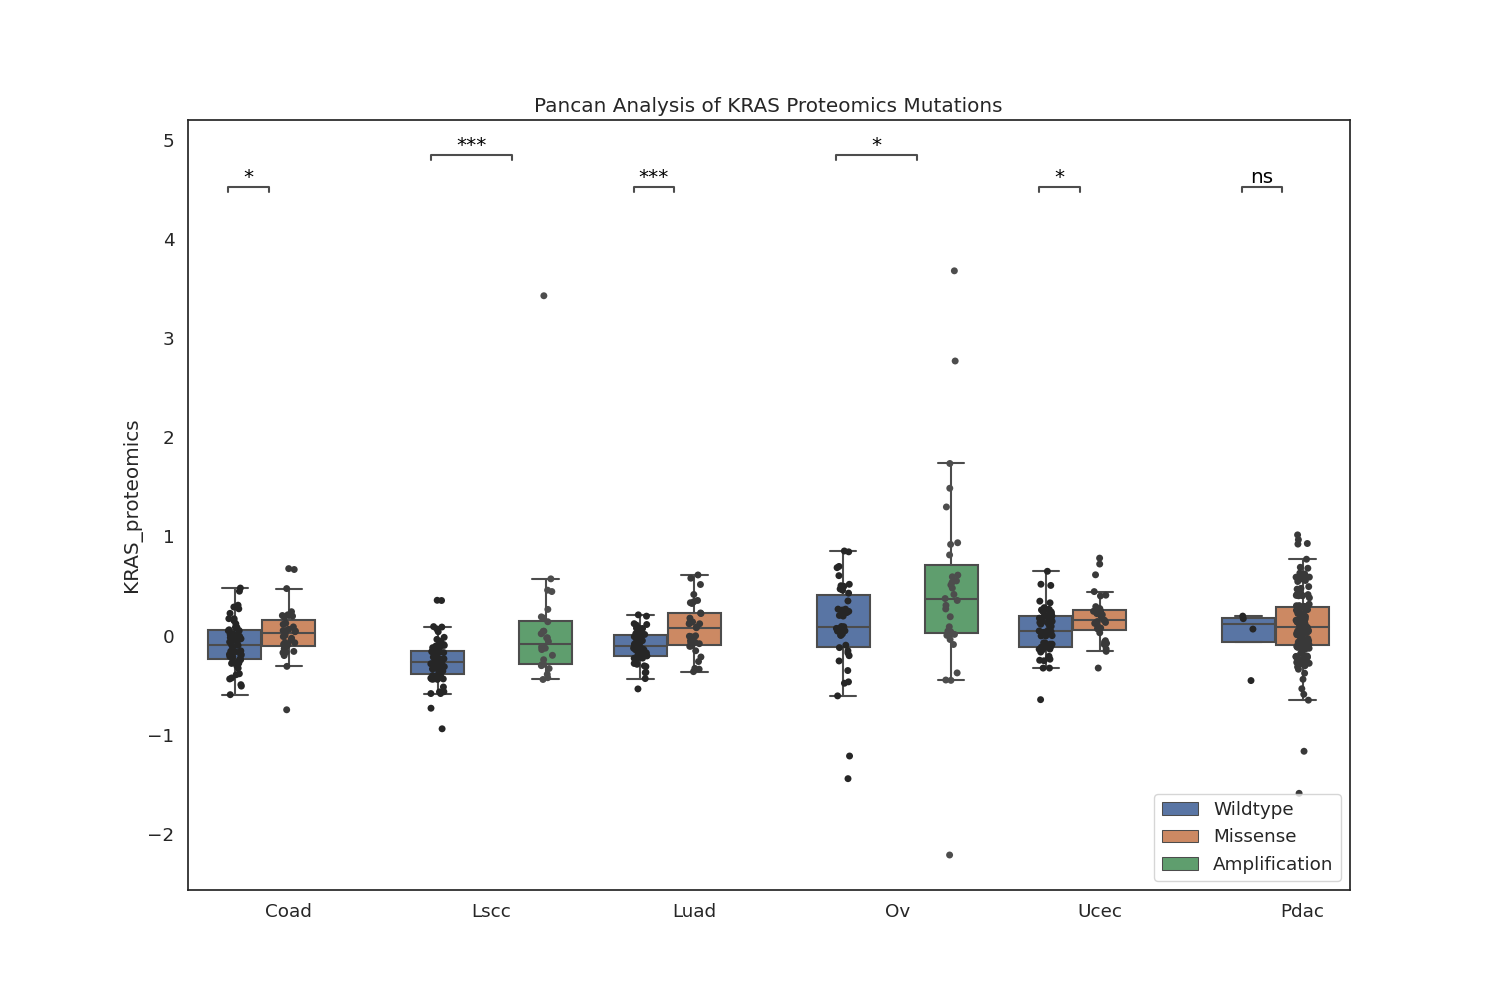 Pancan Analysis of KRAS Proteomics Mutations
5
4
3
2
1
0
−1
−2
KRAS_proteomics
*
***
***
*
*
ns
Coad
Lscc
Luad
Ov
Ucec
Pdac
Wildtype
Missense
Amplification